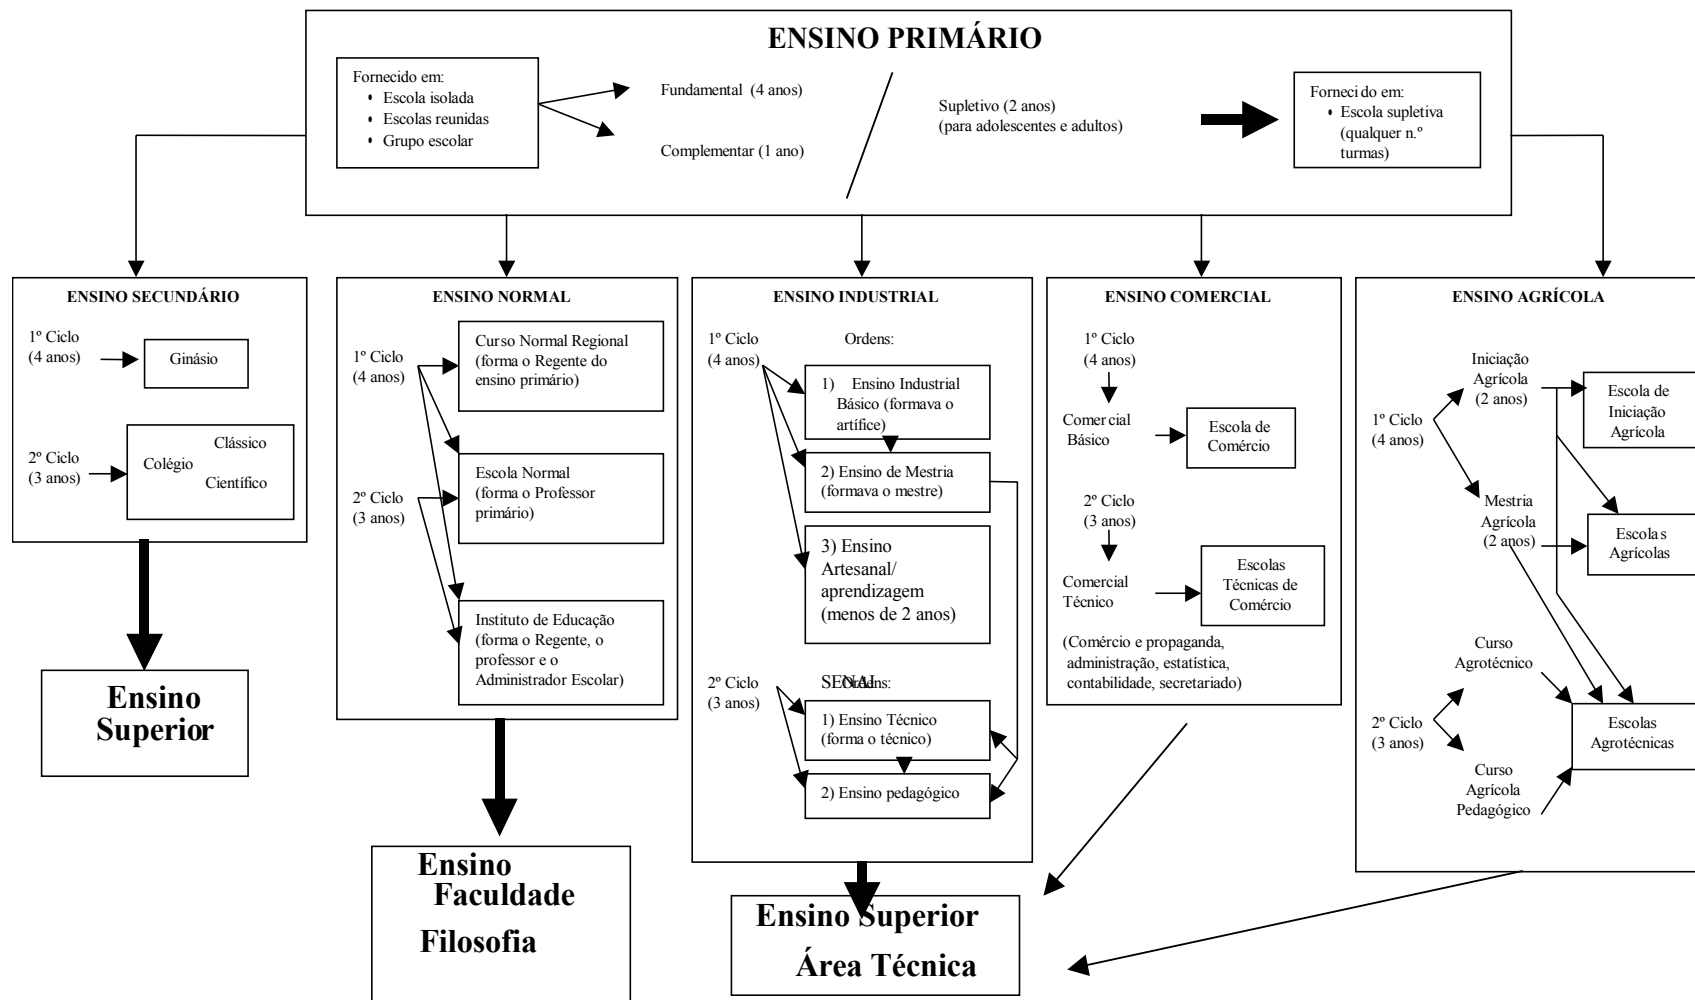 ENSINO PRIMÁRIO
Fornecido em:
• Escola isolada
• Escolas reunidas
• Grupo escolar
Fundamental (4 anos)
Complementar (1 ano)
Supletivo (2 anos)
(para adolescentes e adultos)
Fornecido em:
• Escola supletiva
(qualquer n.º
turmas)
ENSINO SECUNDÁRIO
1º Ciclo
(4 anos)
Ginásio
2º Ciclo
(3 anos)
Clássico
Colégio
Científico
Ensino
Superior
ENSINO NORMAL
1º Ciclo
(4 anos)
Curso Normal Regional
(forma o Regente do
ensino primário)
2º Ciclo
(3 anos)
Escola Normal
(forma o Professor
primário)
Instituto de Educação
(forma o Regente, o
professor e o
Administrador Escolar)
Ensino
Faculdade
Filosofia
ENSINO INDUSTRIAL
1º Ciclo
(4 anos)
Ordens:
1) Ensino Industrial
Básico (formava o
artífice)
2) Ensino de Mestria
(formava o mestre)
3) Ensino
Artesanal/
aprendizagem
(menos de 2 anos)
SENAI
2º Ciclo
(3 anos)
Ordens:
1) Ensino Técnico
(forma o técnico)
2) Ensino pedagógico
Ensino Superior
Área Técnica
ENSINO COMERCIAL
1º Ciclo
(4 anos)
Comercial
Básico
Escola de
Comércio
2º Ciclo
(3 anos)
Comercial
Técnico
Escolas
Técnicas de
Comércio
(Comércio e propaganda,
administração, estatística,
contabilidade, secretariado)
ENSINO AGRÍCOLA
1º Ciclo
(4 anos)
Iniciação
Agrícola
(2 anos)
Escola de
Iniciação
Agrícola
Mestria
Agrícola
(2 anos)
Escolas
Agrícolas
2º Ciclo
(3 anos)
Curso
Agrotécnico
Curso
Agrícola
Pedagógico
Escolas
Agrotécnicas